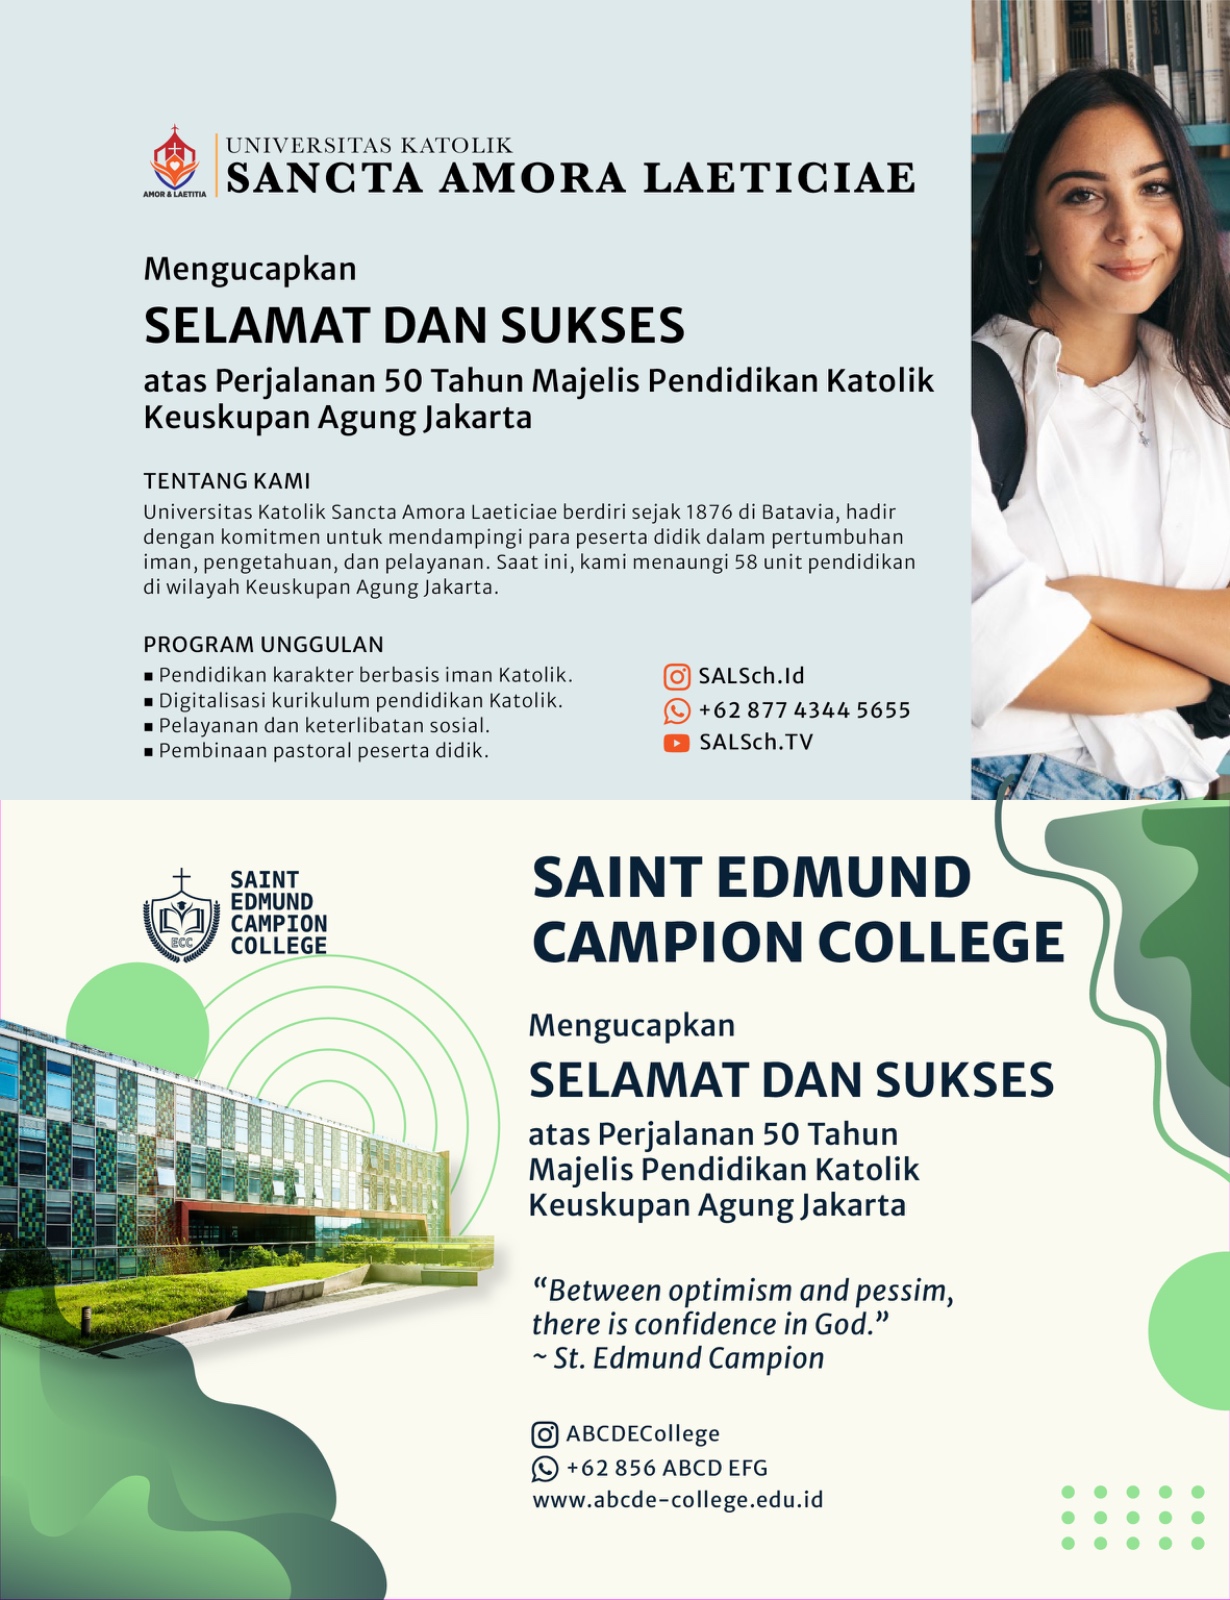 AMOR & LAETITIA
UNIVERSITAS KATOLIK
SANCTA AMORA LAETICIAE
Mengucapkan
SELAMAT DAN SUKSES
atas Perjalanan 50 Tahun Majelis Pendidikan Katolik
Keuskupan Agung Jakarta
TENTANG KAMI
Universitas Katolik Sancta Amora Laeticiae berdiri sejak 1876 di Batavia, hadir
dengan komitmen untuk mendampingi para peserta didik dalam pertumbuhan
iman, pengetahuan, dan pelayanan. Saat ini, kami menaungi 58 unit pendidikan
di wilayah Keuskupan Agung Jakarta.
PROGRAM UNGGULAN
▪ Pendidikan karakter berbasis iman Katolik.
▪ Digitalisasi kurikulum pendidikan Katolik.
▪ Pelayanan dan keterlibatan sosial.
▪ Pembinaan pastoral peserta didik.
SALSch.Id
+62 877 4344 5655
SALSch.TV
ECC
SAINT
EDMUND
CAMPION
COLLEGE
SAINT EDMUND
CAMPION COLLEGE
Mengucapkan
SELAMAT DAN SUKSES
atas Perjalanan 50 Tahun
Majelis Pendidikan Katolik
Keuskupan Agung Jakarta
“Between optimism and pessim,
there is confidence in God.”
~ St. Edmund Campion
ABCDECollege
+62 856 ABCD EFG
www.abcde-college.edu.id